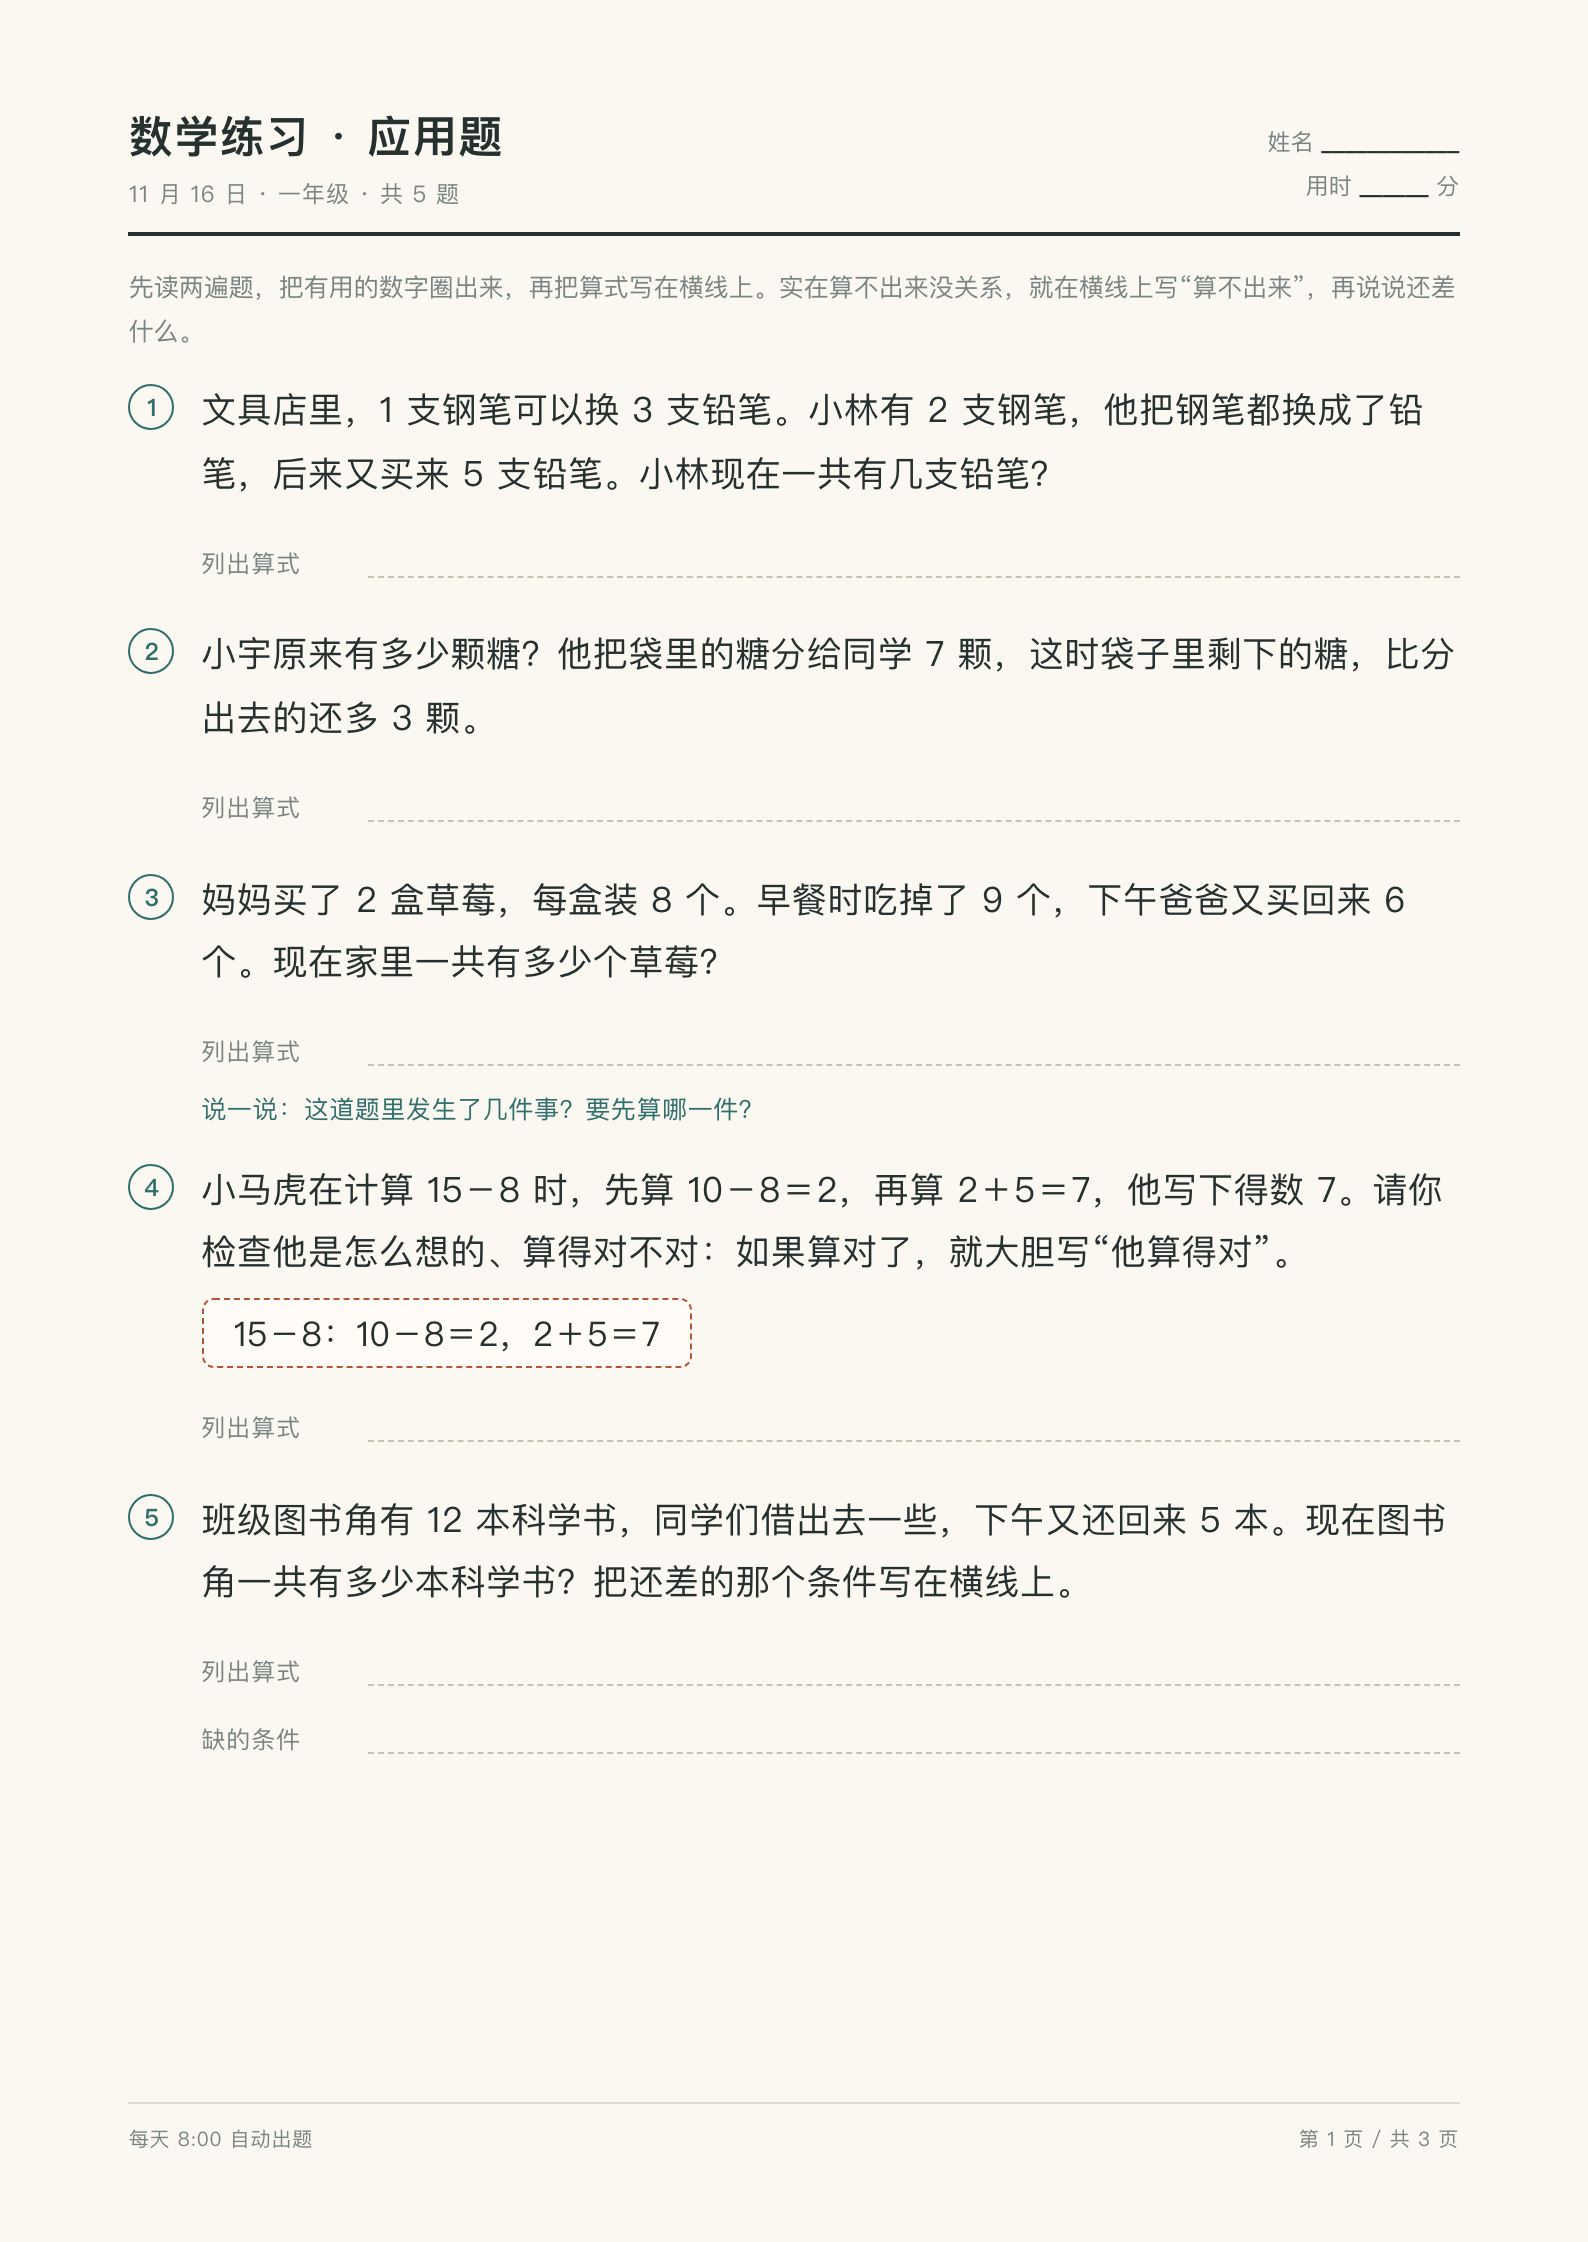 数学练习 · 应用题
11 月 16 日 · 一年级 · 共 5 题
姓名 ____________
用时 ______ 分
先读两遍题，把有用的数字圈出来，再把算式写在横线上。实在算不出来没关系，就在横线上写“算不出来”，再说说还差
什么。
1 文具店里，1 支钢笔可以换 3 支铅笔。小林有 2 支钢笔，他把钢笔都换成了铅
笔，后来又买来 5 支铅笔。小林现在一共有几支铅笔？
列出算式
2 小宇原来有多少颗糖？他把袋里的糖分给同学 7 颗，这时袋子里剩下的糖，比分
出去的还多 3 颗。
列出算式
3 妈妈买了 2 盒草莓，每盒装 8 个。早餐时吃掉了 9 个，下午爸爸又买回来 6
个。现在家里一共有多少个草莓？
列出算式
说一说：这道题里发生了几件事？要先算哪一件？
4 小马虎在计算 15－8 时，先算 10－8＝2，再算 2＋5＝7，他写下得数 7。请你
检查他是怎么想的、算得对不对：如果算对了，就大胆写“他算得对”。
15－8：10－8＝2，2＋5＝7
列出算式
5 班级图书角有 12 本科学书，同学们借出去一些，下午又还回来 5 本。现在图书
角一共有多少本科学书？把还差的那个条件写在横线上。
列出算式
缺的条件
每天 8:00 自动出题
第 1 页 / 共 3 页